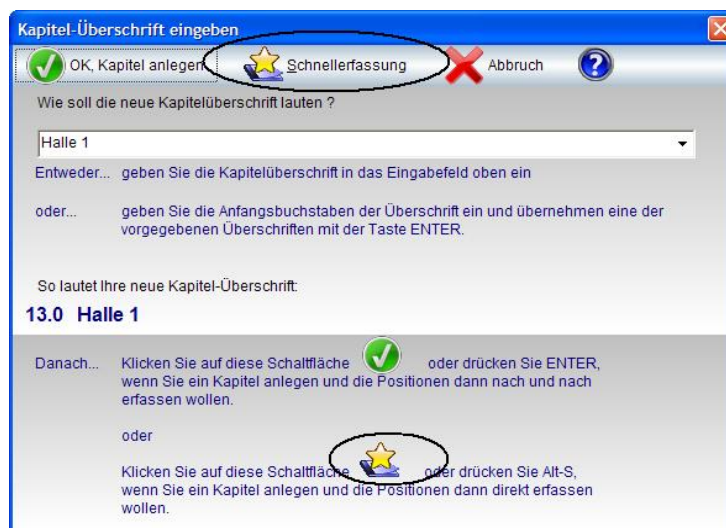 Kapitel-Überschrift eingeben
OK, Kapitel anlegen Schnellerfassung Abbruch ?
Wie soll die neue Kapitelüberschrift lauten ?
Halle 1
Entweder... geben Sie die Kapitelüberschrift in das Eingabefeld oben ein
oder... geben Sie die Anfangsbuchstaben der Überschrift ein und übernehmen eine der
vorgegebenen Überschriften mit der Taste ENTER.
So lautet Ihre neue Kapitel-Überschrift:
13.0 Halle 1
Danach... Klicken Sie auf diese Schaltfläche oder drücken Sie ENTER,
wenn Sie ein Kapitel anlegen und die Positionen dann nach und nach
erfassen wollen.
oder
Klicken Sie auf diese Schaltfläche oder drücken Sie Alt-S,
wenn Sie ein Kapitel anlegen und die Positionen dann direkt erfassen
wollen.